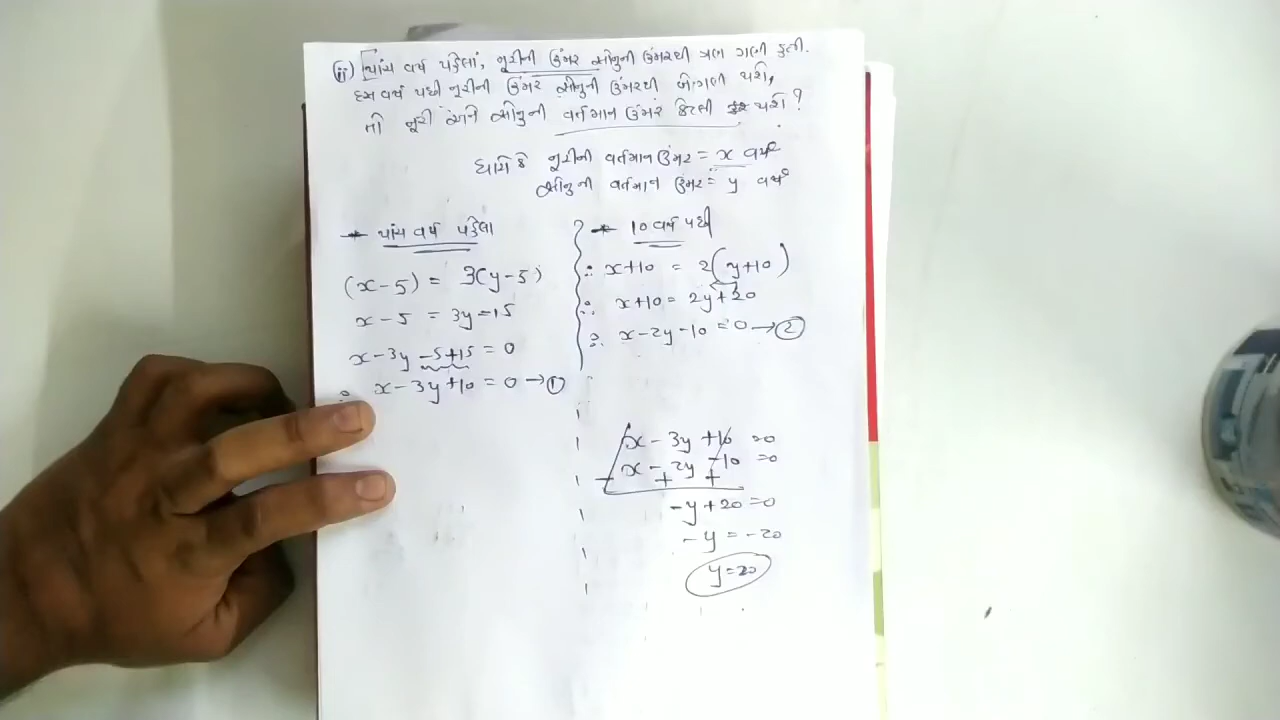 (ii) પાંચ વર્ષ પહેલાં, નૂરીની ઉંમર સોનુની ઉંમરથી ત્રણ ગણી હતી.
દસ વર્ષ પછી નૂરીની ઉંમર સોનુની ઉંમરથી બેગણી થશે,
તો નૂરી અને સોનુની વર્તમાન ઉંમર કેટલી થશે ?
ધારો કે નૂરીની વર્તમાન ઉંમર = x વર્ષ
સોનુની વર્તમાન ઉંમર = y વર્ષ
* પાંચ વર્ષ પહેલા
(x-5) = 3(y-5)
x-5 = 3y-15
x-3y -5+15 = 0
∴ x-3y+10 = 0 → ①
* 10 વર્ષ પછી
∴ x+10 = 2(y+10)
∴ x+10 = 2y+20
∴ x-2y-10 = 0 → ②
x - 3y + 10 = 0
x - 2y - 10 = 0
- + +
-y + 20 = 0
-y = -20
y = 20